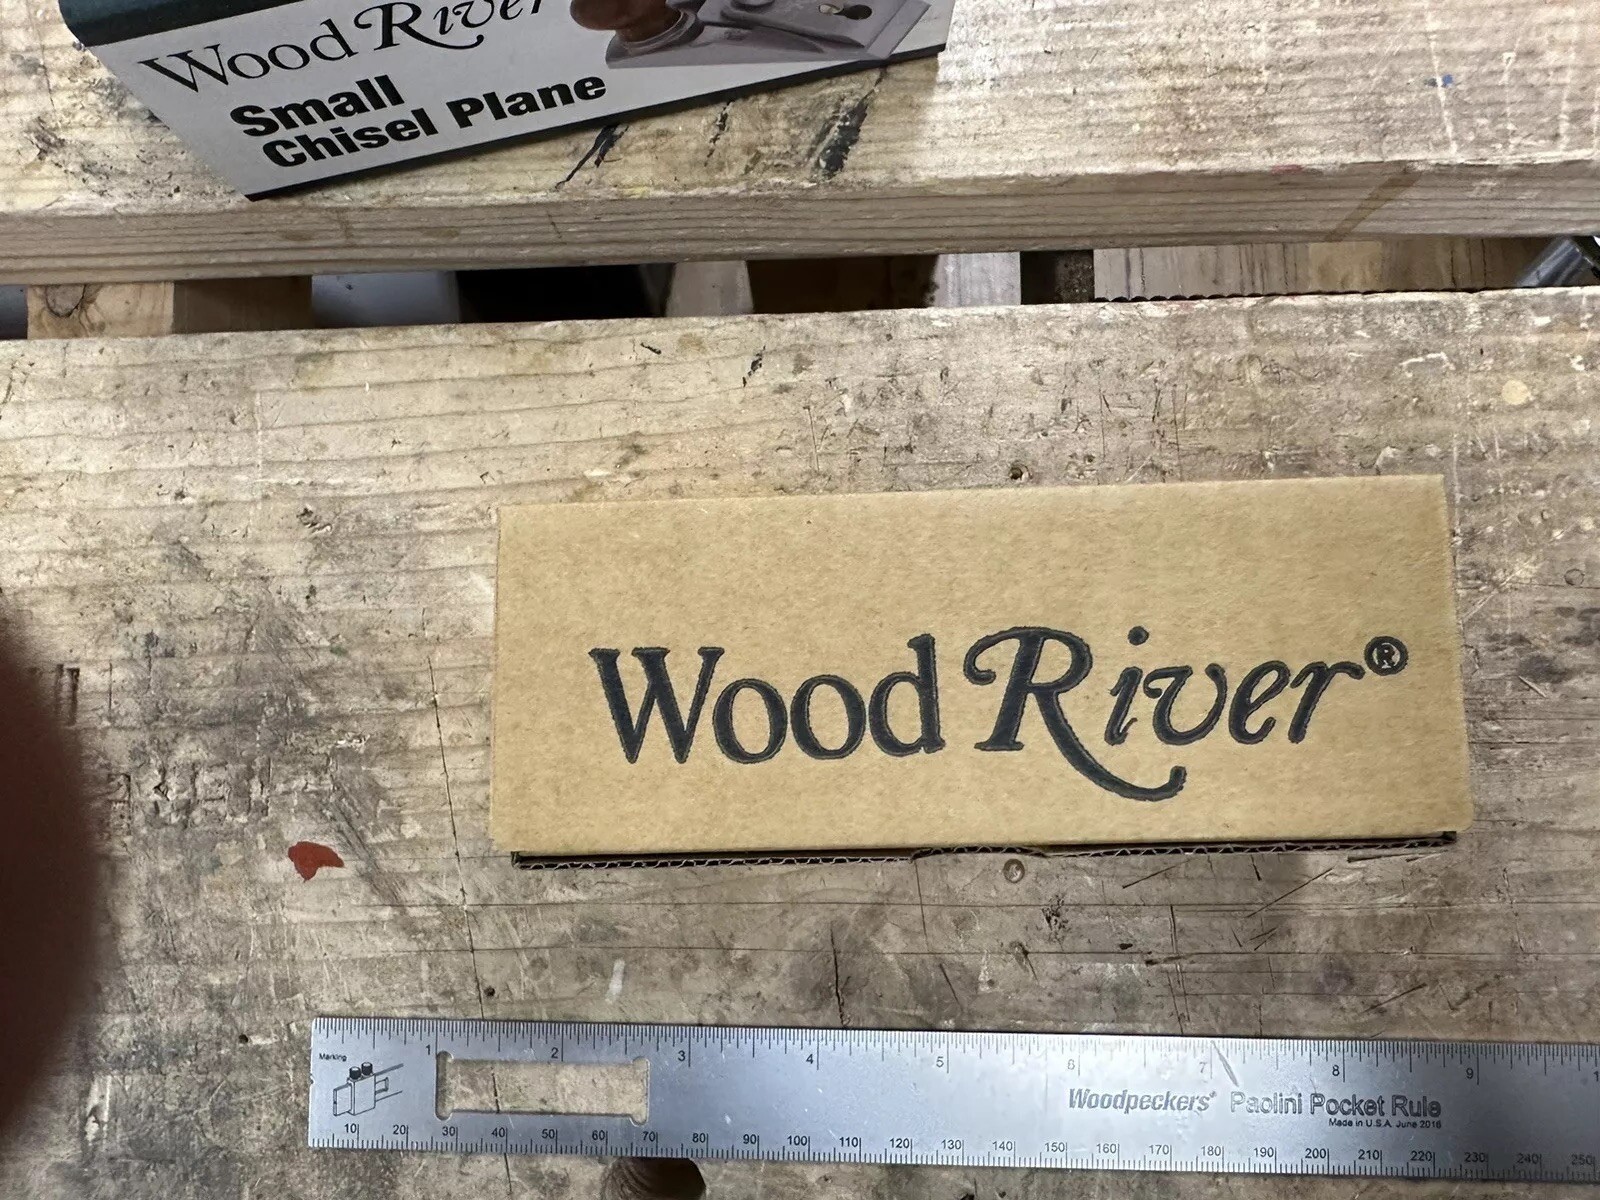 Wood River
Small
Chisel Plane
Wood River®
Marking
1 2 3 4 5 6 7 8 9
Woodpeckers® Paolini Pocket Rule
Made in U.S.A. June 2016
10 20 30 40 50 60 70 80 90 100 110 120 130 140 150 160 170 180 190 200 210 220 230 240 250